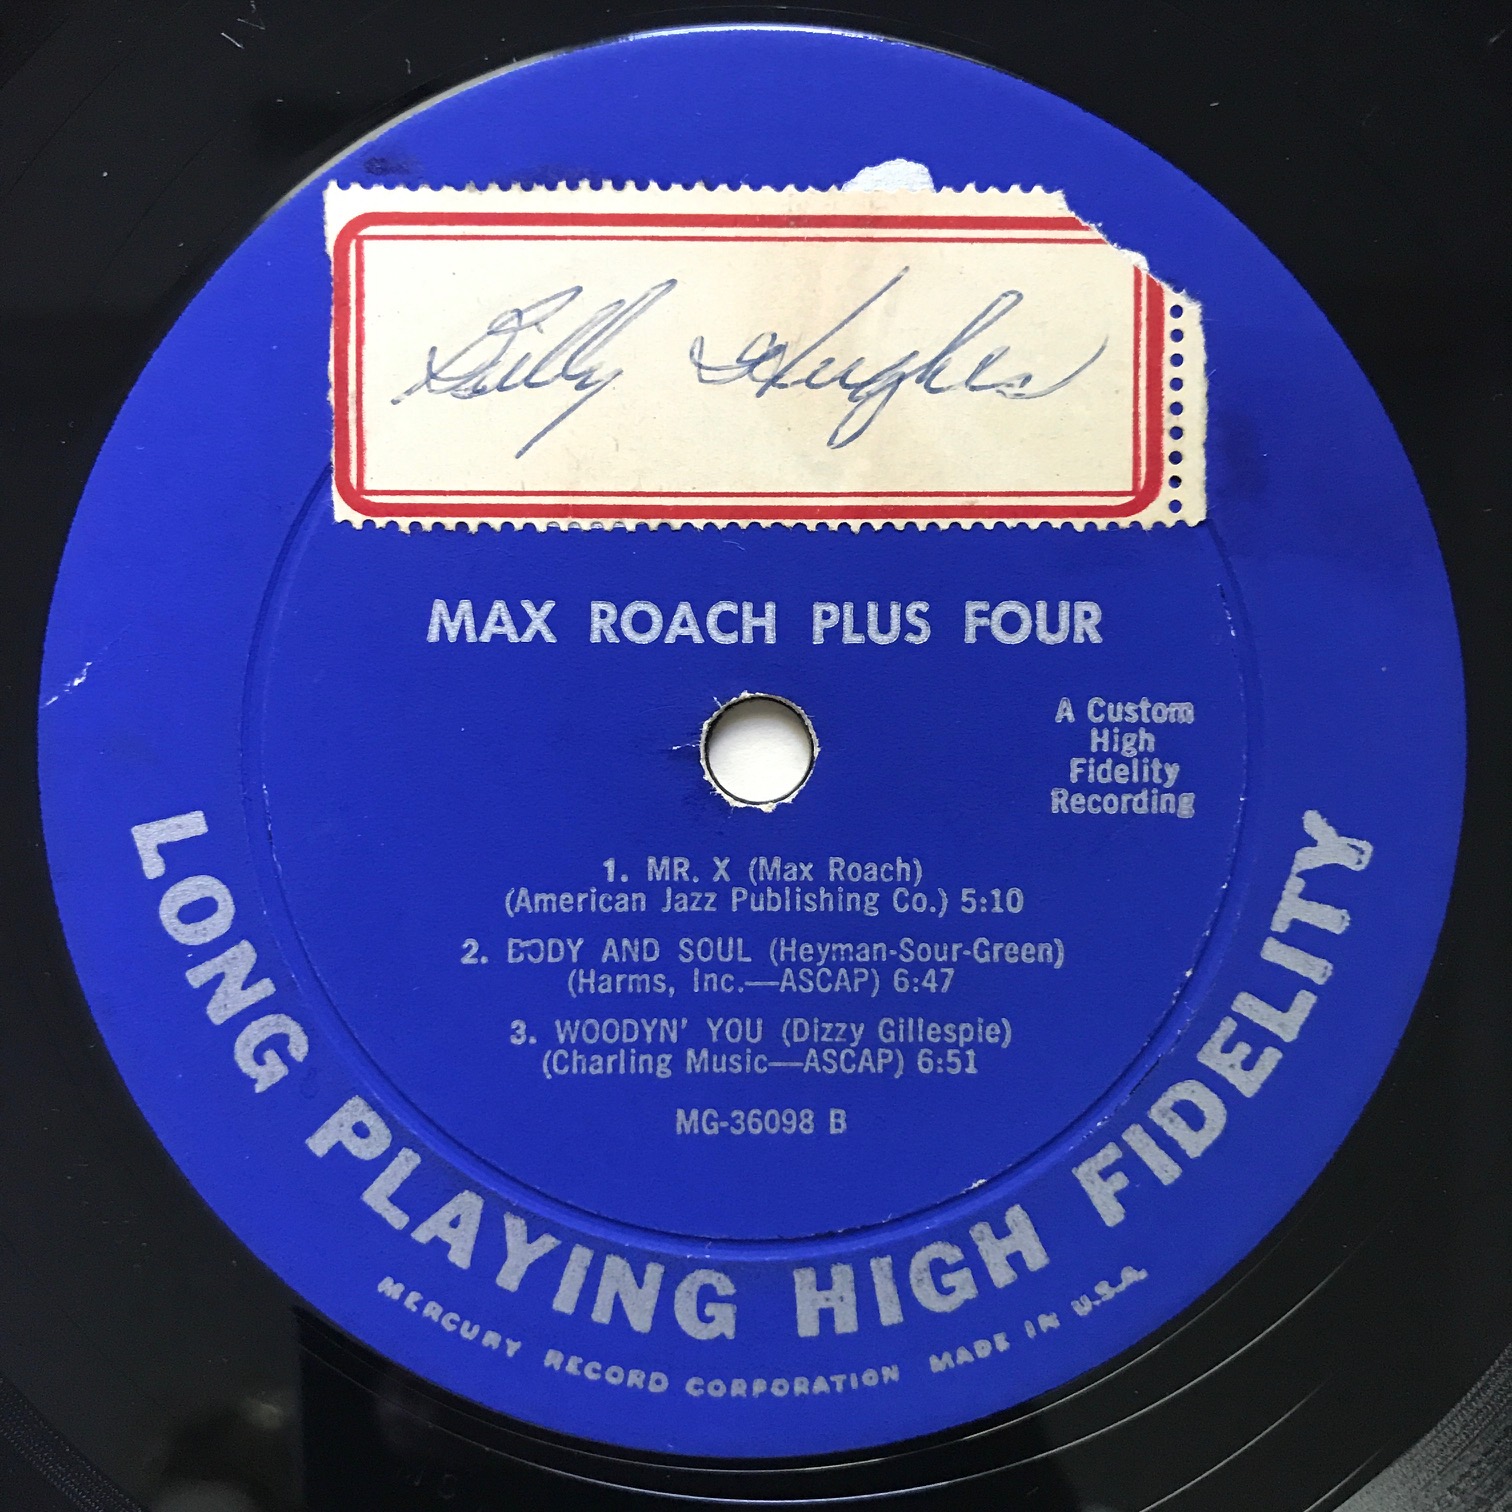 Billy Hughes
MAX ROACH PLUS FOUR
A Custom
High
Fidelity
Recording
1. MR. X (Max Roach)
(American Jazz Publishing Co.) 5:10
2. BODY AND SOUL (Heyman-Sour-Green)
(Harms, Inc.—ASCAP) 6:47
3. WOODYN' YOU (Dizzy Gillespie)
(Charling Music—ASCAP) 6:51
MG-36098 B
LONG PLAYING HIGH FIDELITY
MERCURY RECORD CORPORATION MADE IN U.S.A.